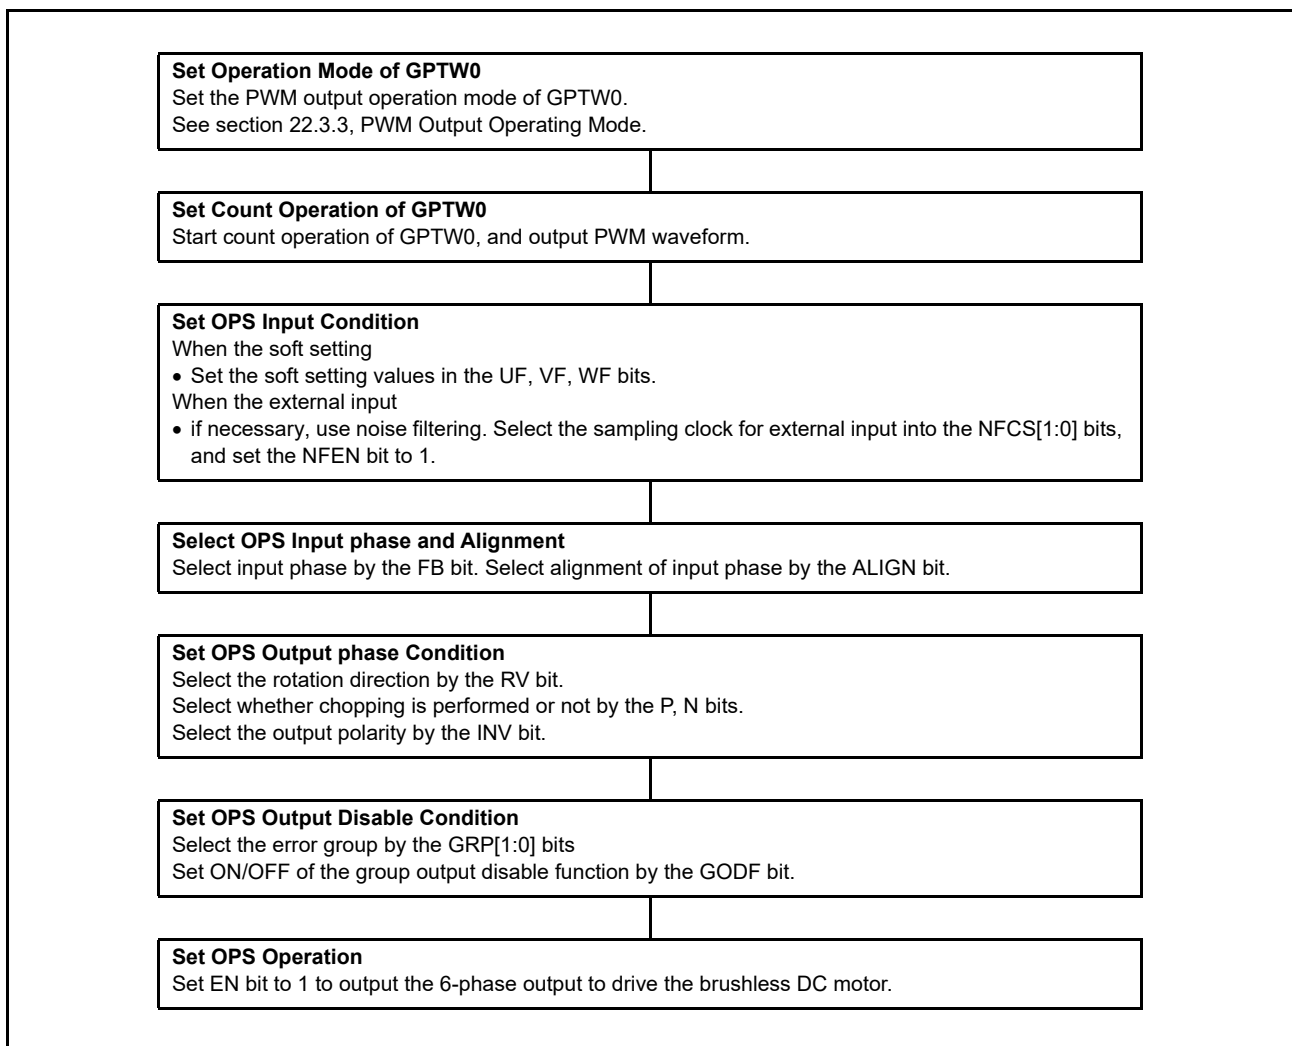 Set Operation Mode of GPTW0
Set the PWM output operation mode of GPTW0.
See section 22.3.3, PWM Output Operating Mode.
Set Count Operation of GPTW0
Start count operation of GPTW0, and output PWM waveform.
Set OPS Input Condition
When the soft setting
• Set the soft setting values in the UF, VF, WF bits.
When the external input
• if necessary, use noise filtering. Select the sampling clock for external input into the NFCS[1:0] bits,
and set the NFEN bit to 1.
Select OPS Input phase and Alignment
Select input phase by the FB bit. Select alignment of input phase by the ALIGN bit.
Set OPS Output phase Condition
Select the rotation direction by the RV bit.
Select whether chopping is performed or not by the P, N bits.
Select the output polarity by the INV bit.
Set OPS Output Disable Condition
Select the error group by the GRP[1:0] bits
Set ON/OFF of the group output disable function by the GODF bit.
Set OPS Operation
Set EN bit to 1 to output the 6-phase output to drive the brushless DC motor.